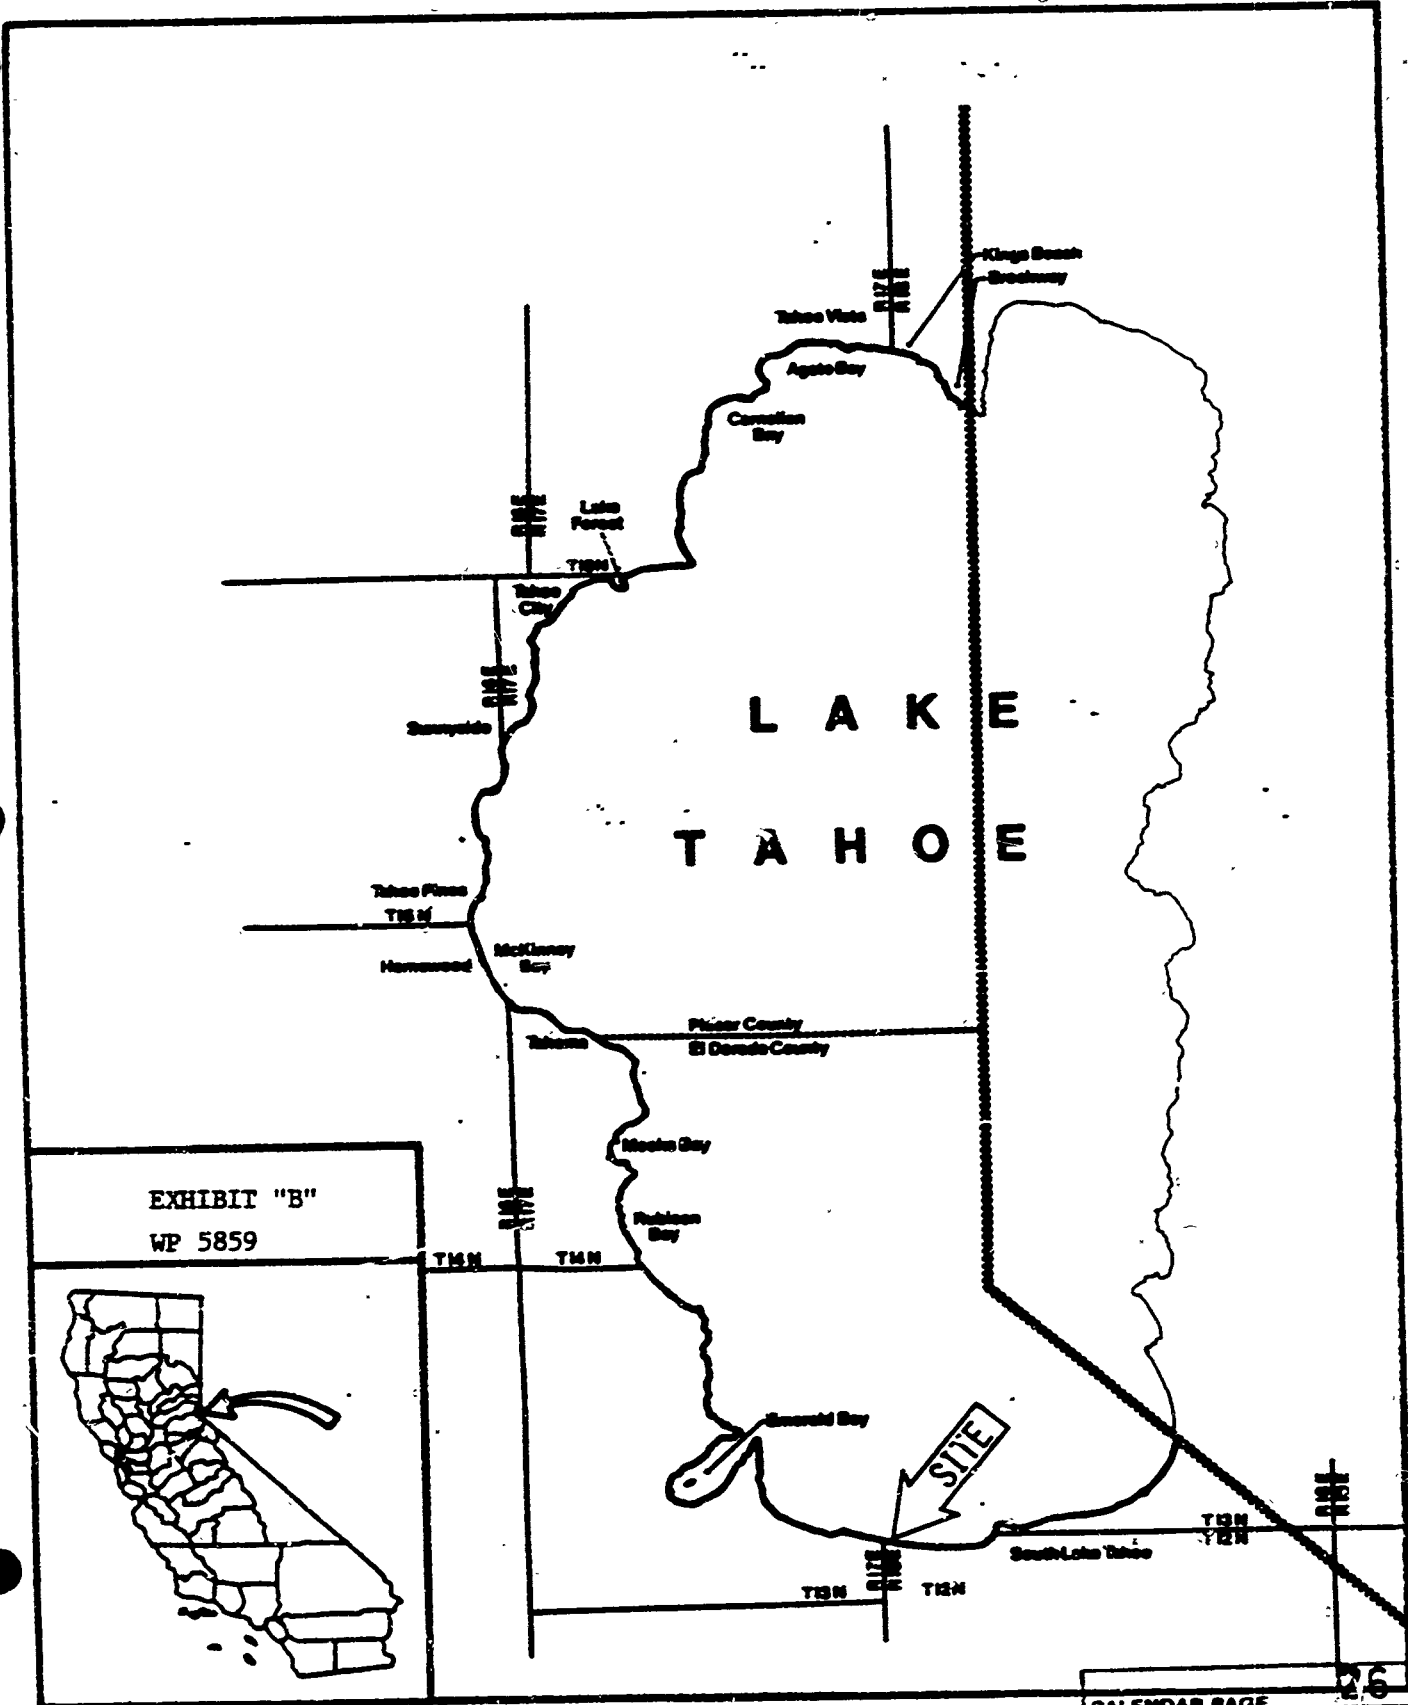 Kings Beach
Brockway
R17E
Tahoe Vista
Agate Bay
Carnelian
Bay
Lake
Forest
Tahoe
City
LAKE
Sunnyside
TAHOE
Tahoe Pines
McKinney
Bay
Homewood
Placer County
El Dorado County
Tahoma
Meeks Bay
EXHIBIT "B"
WP 5859
Rubicon
Bay
T14N T14N
Emerald Bay
SITE
T13N
T12N
South Lake Tahoe
T13N T12N
26
CALENDAR PAGE